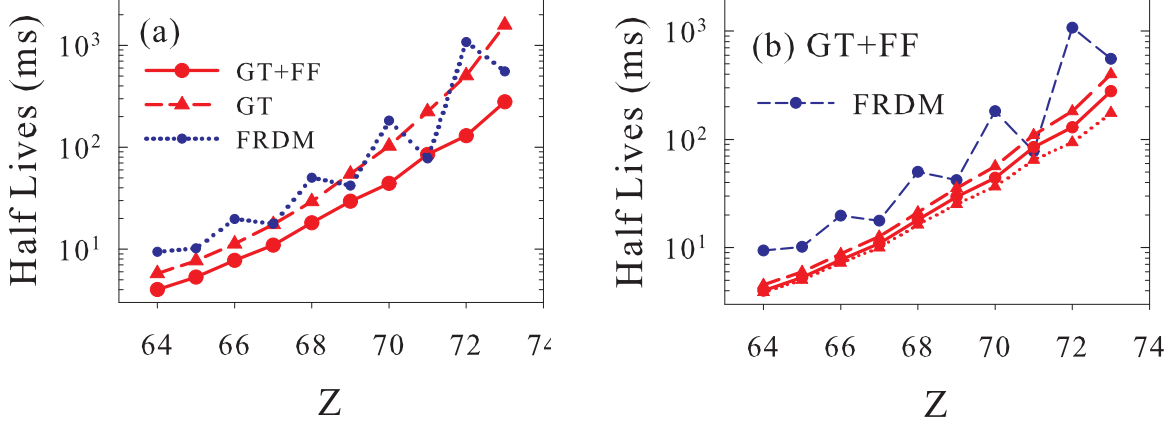 (a)
GT+FF
GT
FRDM
Half Lives (ms)
10³
10²
10¹
64 66 68 70 72 74
Z
(b) GT+FF
FRDM
Half Lives (ms)
10³
10²
10¹
64 66 68 70 72 74
Z